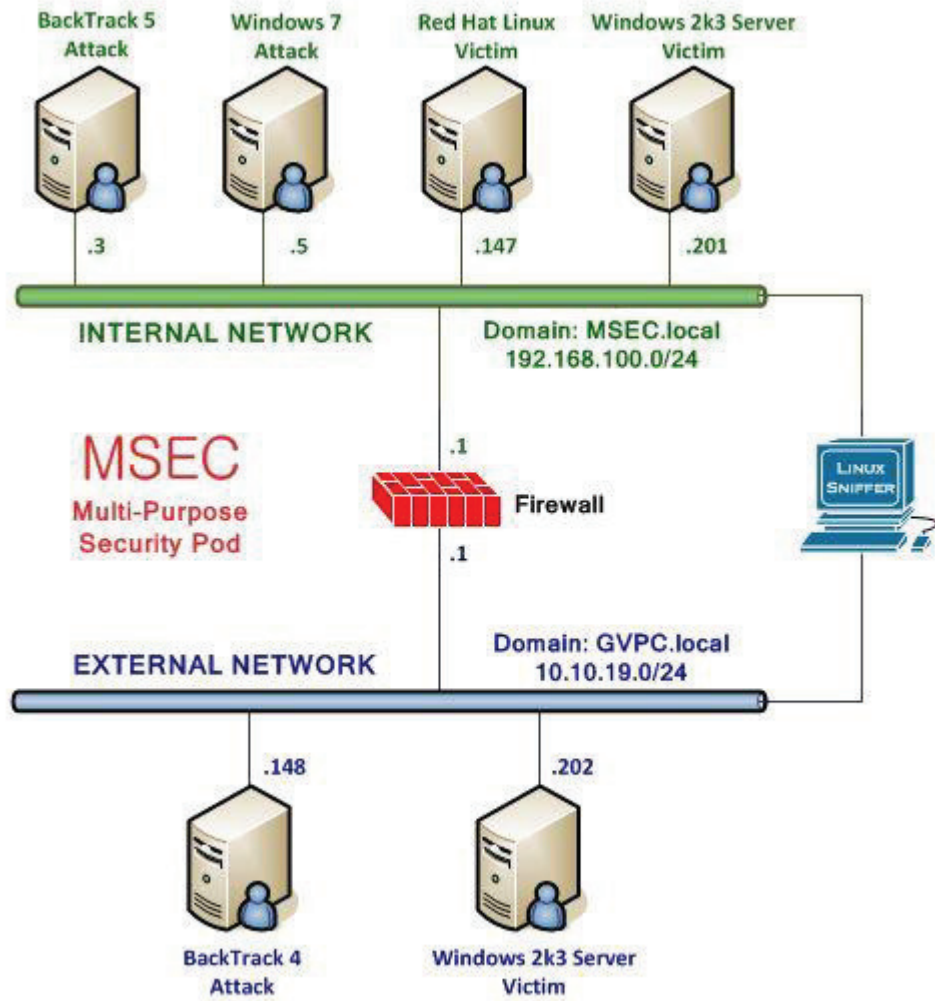 BackTrack 5
Attack
Windows 7
Attack
Red Hat Linux
Victim
Windows 2k3 Server
Victim
.3
.5
.147
.201
INTERNAL NETWORK
Domain: MSEC.local
192.168.100.0/24
MSEC
Multi-Purpose
Security Pod
.1
Firewall
.1
LINUX
SNIFFER
EXTERNAL NETWORK
Domain: GVPC.local
10.10.19.0/24
.148
.202
BackTrack 4
Attack
Windows 2k3 Server
Victim